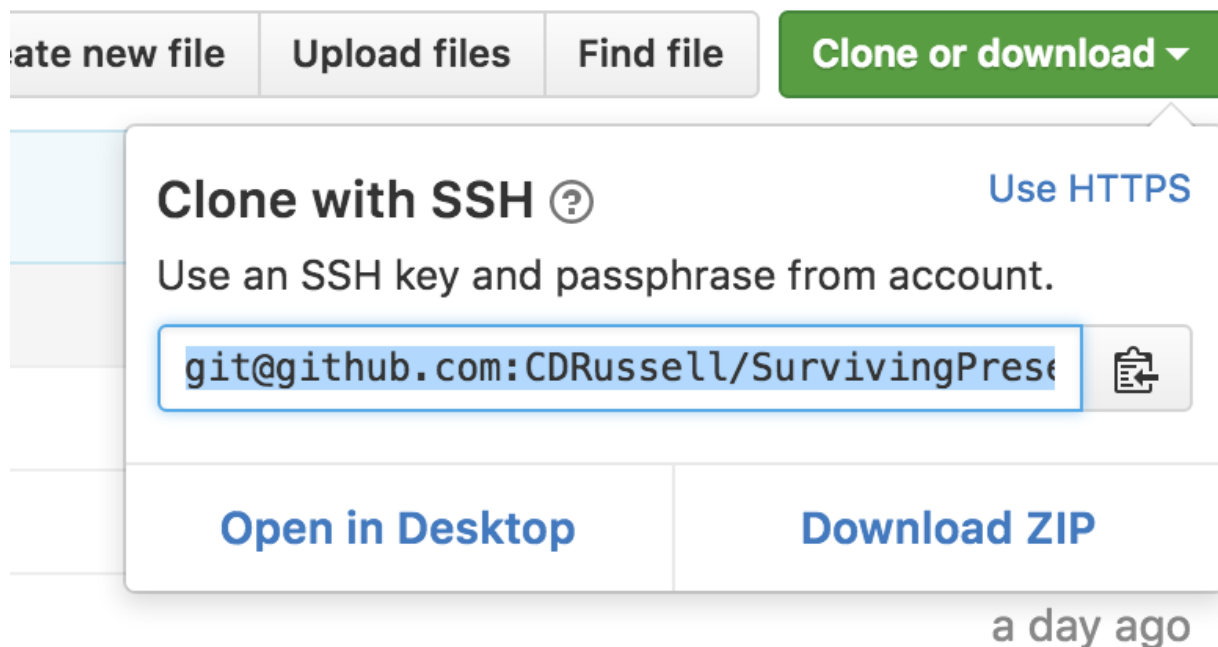 ate new file Upload files Find file Clone or download
Clone with SSH ? Use HTTPS
Use an SSH key and passphrase from account.
git@github.com:CDRussell/SurvivingPrese
Open in Desktop Download ZIP
a day ago